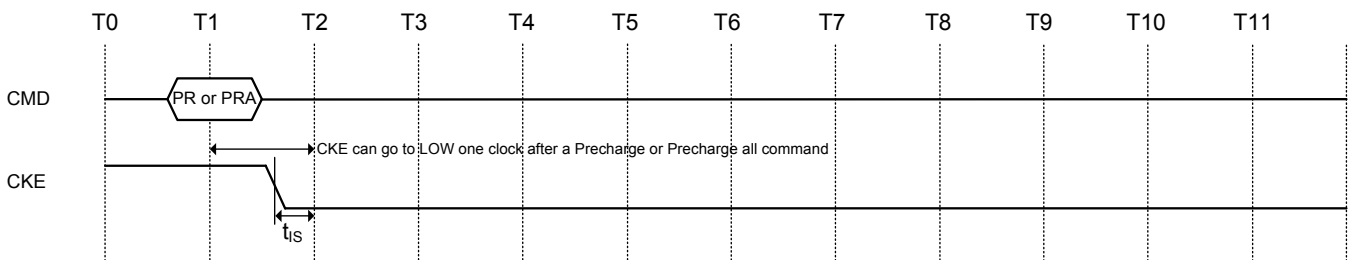 T0 T1 T2 T3 T4 T5 T6 T7 T8 T9 T10 T11
CMD
PR or PRA
CKE can go to LOW one clock after a Precharge or Precharge all command
CKE
tIS